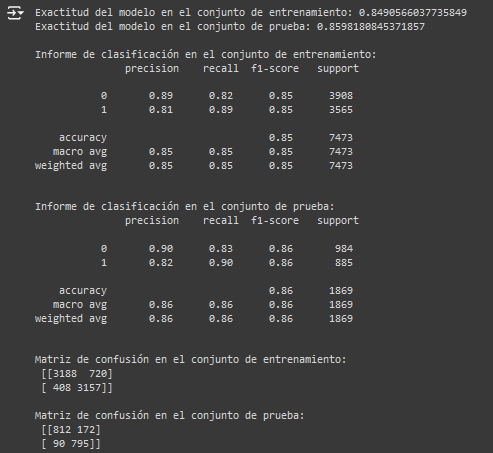 Exactitud del modelo en el conjunto de entrenamiento: 0.8490566037735849
Exactitud del modelo en el conjunto de prueba: 0.8598180845371857
Informe de clasificación en el conjunto de entrenamiento:
precision recall f1-score support
0 0.89 0.82 0.85 3908
1 0.81 0.89 0.85 3565
accuracy 0.85 7473
macro avg 0.85 0.85 0.85 7473
weighted avg 0.85 0.85 0.85 7473
Informe de clasificación en el conjunto de prueba:
precision recall f1-score support
0 0.90 0.83 0.86 984
1 0.82 0.90 0.86 885
accuracy 0.86 1869
macro avg 0.86 0.86 0.86 1869
weighted avg 0.86 0.86 0.86 1869
Matriz de confusión en el conjunto de entrenamiento:
[[3188 720]
[ 408 3157]]
Matriz de confusión en el conjunto de prueba:
[[812 172]
[ 90 795]]